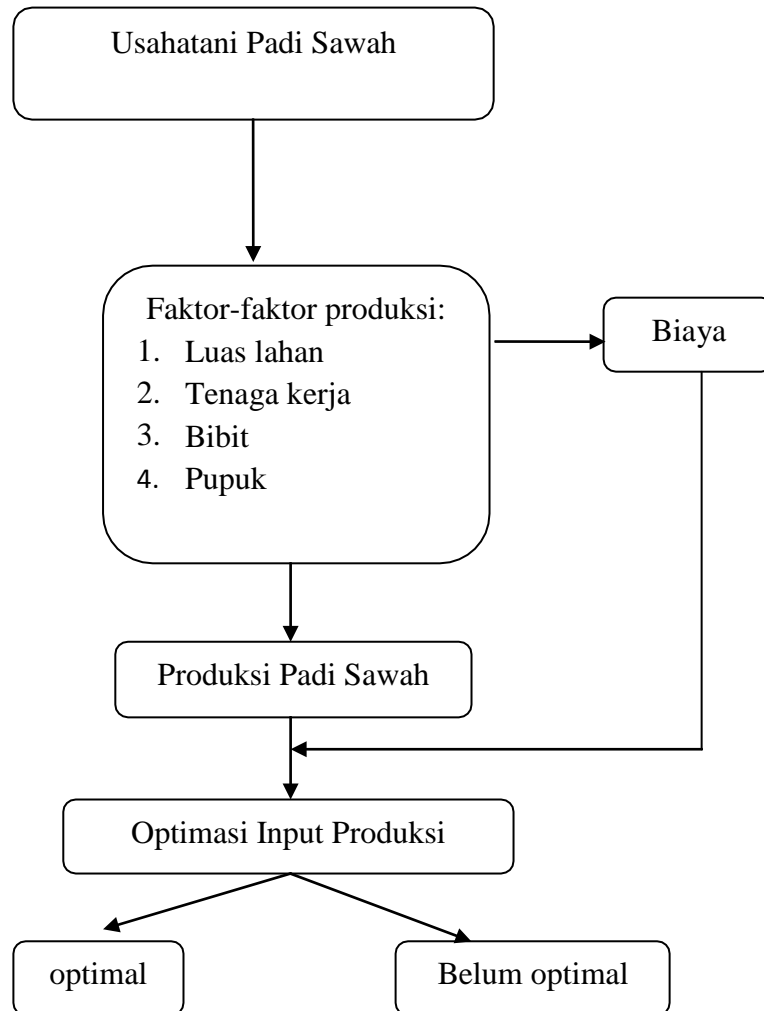 Usahatani Padi Sawah
Faktor-faktor produksi:
1. Luas lahan
2. Tenaga kerja
3. Bibit
4. Pupuk
Biaya
Produksi Padi Sawah
Optimasi Input Produksi
optimal
Belum optimal